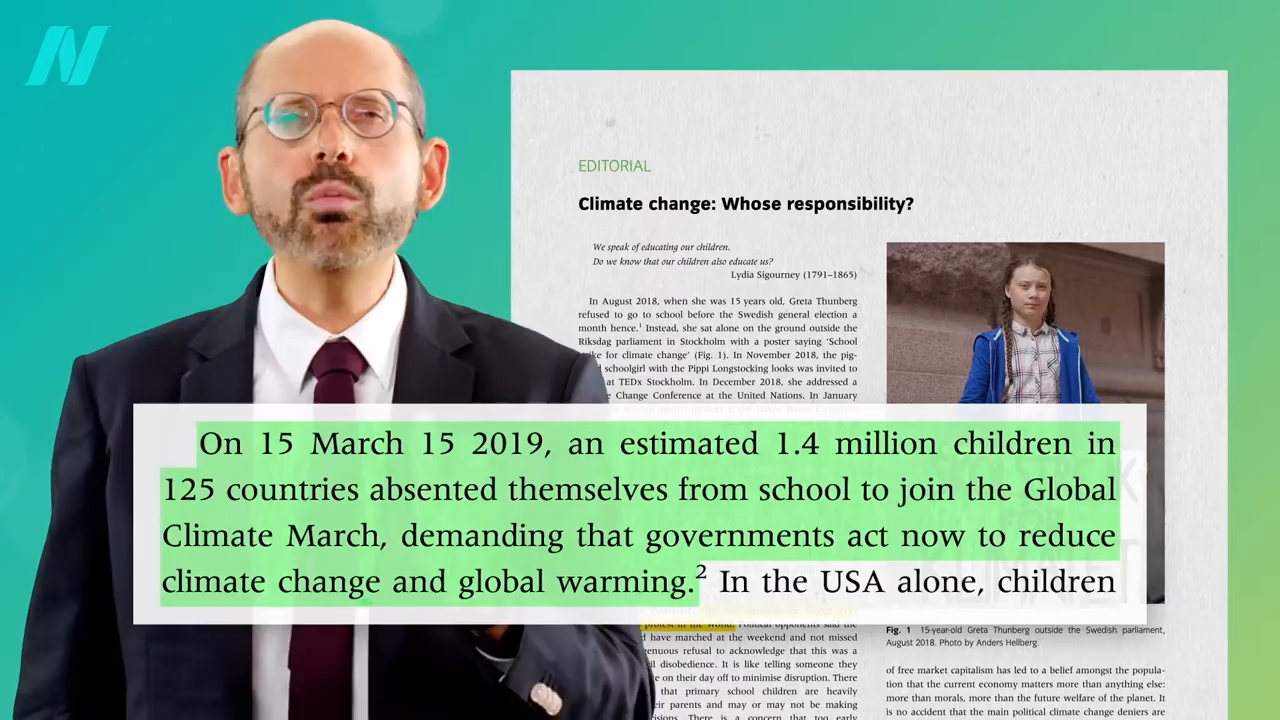 EDITORIAL
Climate change: Whose responsibility?
We speak of educating our children.
Do we know that our children also educate us?
Lydia Sigourney (1791–1865)
In August 2018, when she was 15 years old, Greta Thunberg
refused to go to school before the Swedish general election a
month hence.¹ Instead, she sat alone on the ground outside the
Riksdag parliament in Stockholm with a poster saying 'School
for climate change' (Fig. 1). In November 2018, the pig-
schoolgirl with the Pippi Longstocking looks was invited to
at TEDx Stockholm. In December 2018, she addressed a
Change Conference at the United Nations. In January
On 15 March 15 2019, an estimated 1.4 million children in
125 countries absented themselves from school to join the Global
Climate March, demanding that governments act now to reduce
climate change and global warming.² In the USA alone, children
protest in the world. Political opponents said the
have marched at the weekend and not missed
refusal to acknowledge that this was a
disobedience. It is like telling someone they
on their day off to minimise disruption. There
that primary school children are heavily
parents and may or may not be making
There is a concern that too early
Fig. 1 15-year-old Greta Thunberg outside the Swedish parliament,
August 2018. Photo by Anders Hellberg.
of free market capitalism has led to a belief amongst the popula-
tion that the current economy matters more than anything else:
more than morals, more than the future welfare of the planet. It
is no accident that the main political climate change deniers are